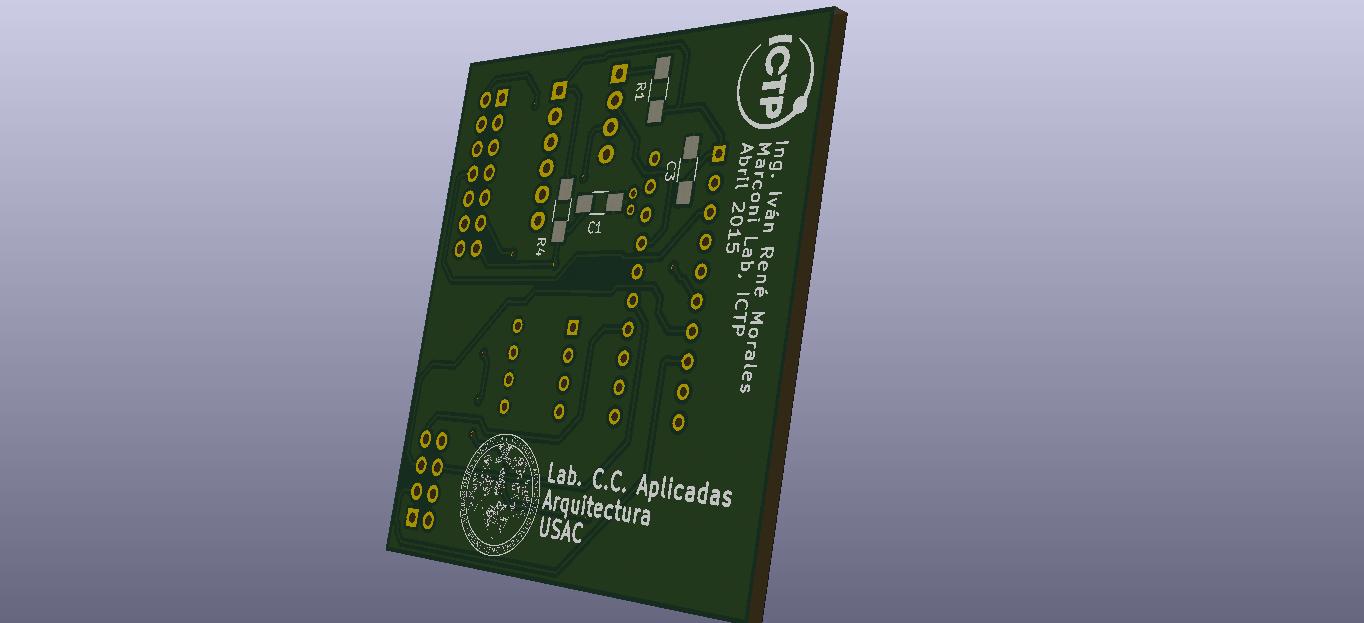 ICTP
R1
C3
Ing. Iván René Morales
Marconi Lab. ICTP
Abril 2015
C1
R4
Lab. C.C. Aplicadas
Arquitectura
USAC